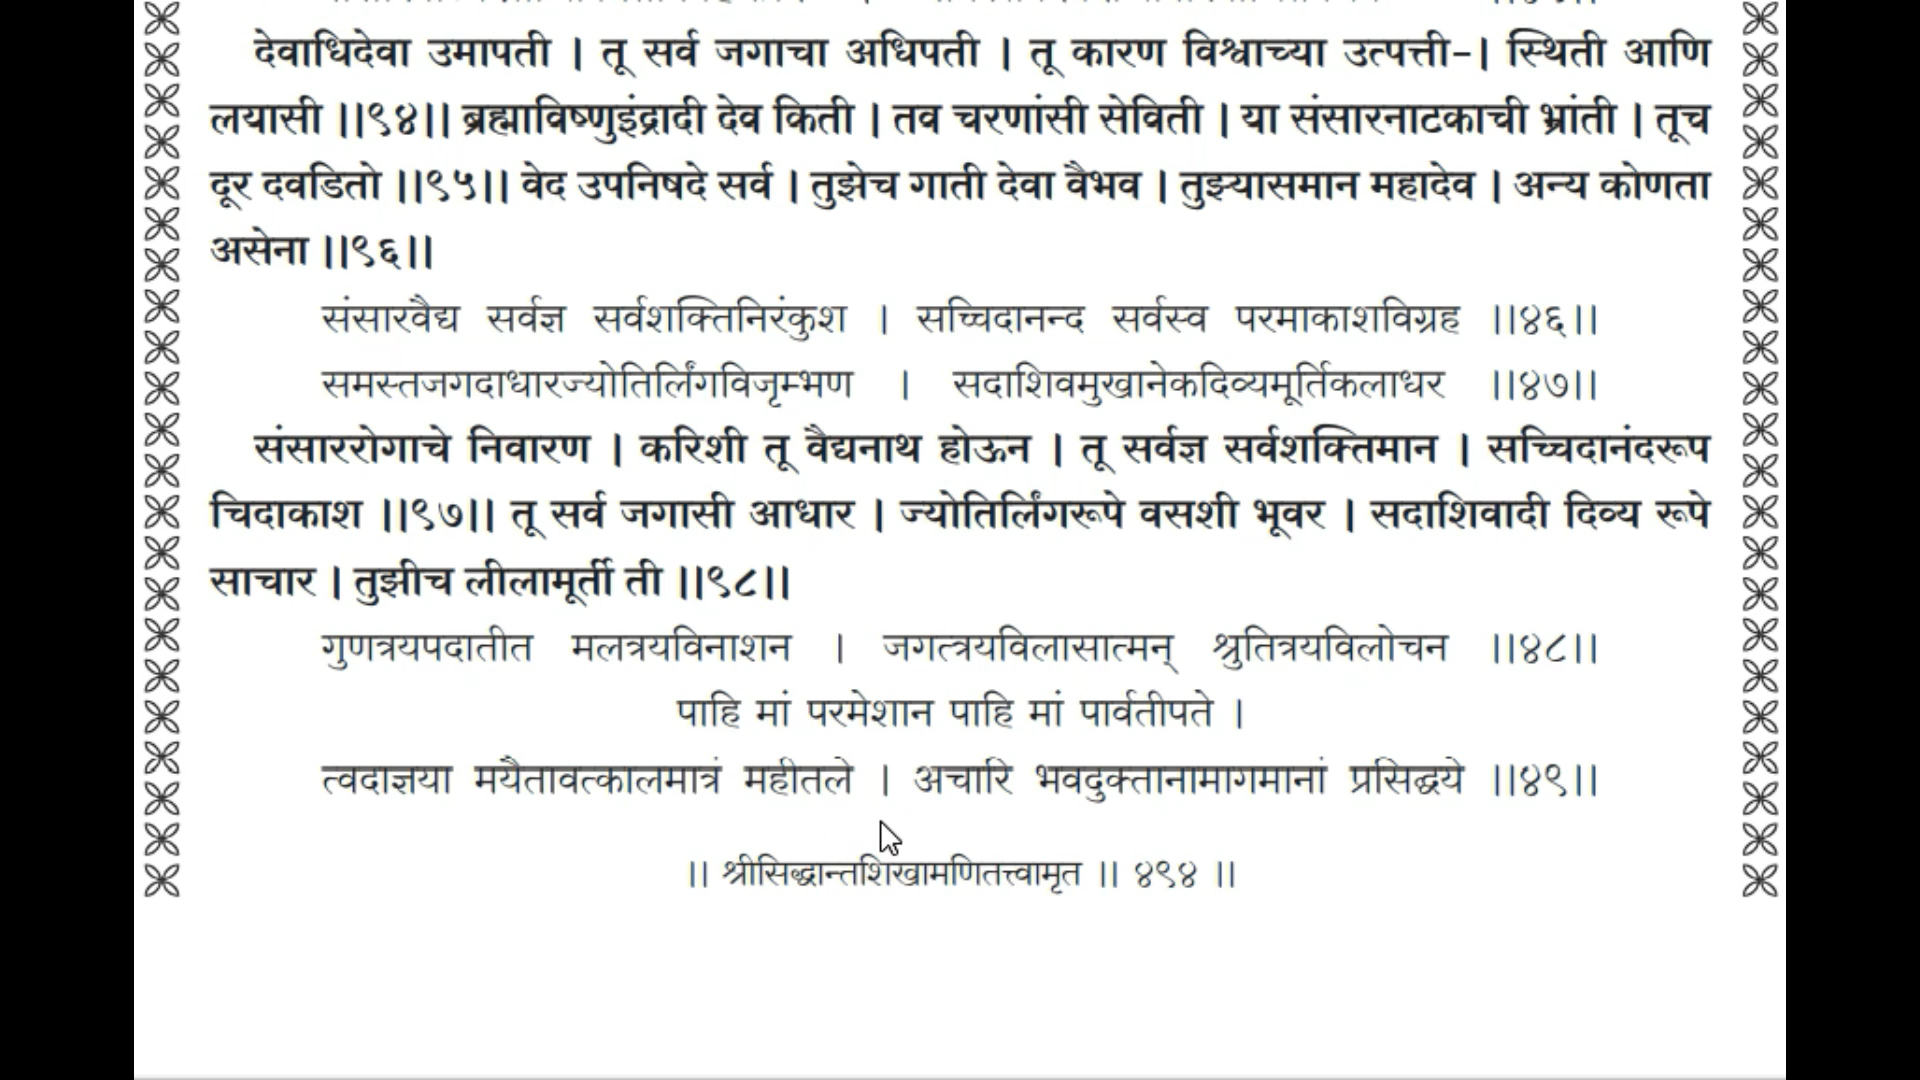 देवाधिदेवा उमापती । तू सर्व जगाचा अधिपती । तू कारण विश्वाच्या उत्पत्ती-। स्थिती आणि
लयासी ।।९४।। ब्रह्माविष्णुइंद्रादी देव किती । तव चरणांसी सेविती । या संसारनाटकाची भ्रांती । तूच
दूर दवडितो ।।९५।। वेद उपनिषदे सर्व । तुझेच गाती देवा वैभव । तुझ्यासमान महादेव । अन्य कोणता
असेना ।।९६।।
संसारवैद्य सर्वज्ञ सर्वशक्तिनिरंकुश । सच्चिदानन्द सर्वस्व परमाकाशविग्रह ।।४६।।
समस्तजगदाधारज्योतिर्लिंगविजृम्भण । सदाशिवमुखानेकदिव्यमूर्तिकलाधर ।।४७।।
संसाररोगाचे निवारण । करिशी तू वैद्यनाथ होऊन । तू सर्वज्ञ सर्वशक्तिमान । सच्चिदानंदरूप
चिदाकाश ।।९७।। तू सर्व जगासी आधार । ज्योतिर्लिंगरूपे वसशी भूवर । सदाशिवादी दिव्य रूपे
साचार । तुझीच लीलामूर्ती ती ।।९८।।
गुणत्रयपदातीत मलत्रयविनाशन । जगत्त्रयविलासात्मन् श्रुतित्रयविलोचन ।।४८।।
पाहि मां परमेशान पाहि मां पार्वतीपते ।
त्वदाज्ञया मयैतावत्कालमात्रं महीतले । अचारि भवदुक्तानामागमानां प्रसिद्धये ।।४९।।
।। श्रीसिद्धान्तशिखामणितत्त्वामृत ।। ४९४ ।।